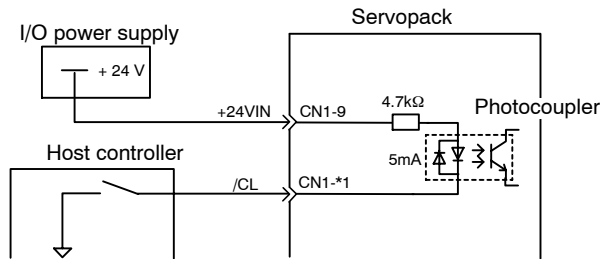 Servopack
I/O power supply
+ 24 V
+24VIN
CN1-9
4.7kΩ
Photocoupler
Host controller
5mA
/CL
CN1-*1